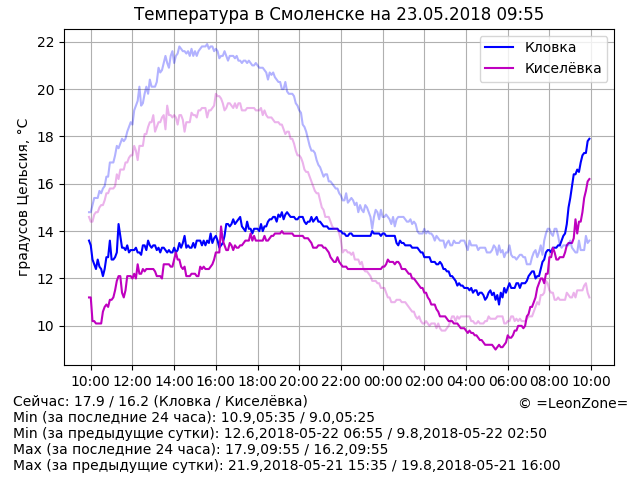 Температура в Смоленске на 23.05.2018 09:55
Кловка
Киселёвка
градусов Цельсия, °C
22
20
18
16
14
12
10
10:00 12:00 14:00 16:00 18:00 20:00 22:00 00:00 02:00 04:00 06:00 08:00 10:00
Сейчас: 17.9 / 16.2 (Кловка / Киселёвка)
© =LeonZone=
Min (за последние 24 часа): 10.9,05:35 / 9.0,05:25
Min (за предыдущие сутки): 12.6,2018-05-22 06:55 / 9.8,2018-05-22 02:50
Max (за последние 24 часа): 17.9,09:55 / 16.2,09:55
Max (за предыдущие сутки): 21.9,2018-05-21 15:35 / 19.8,2018-05-21 16:00